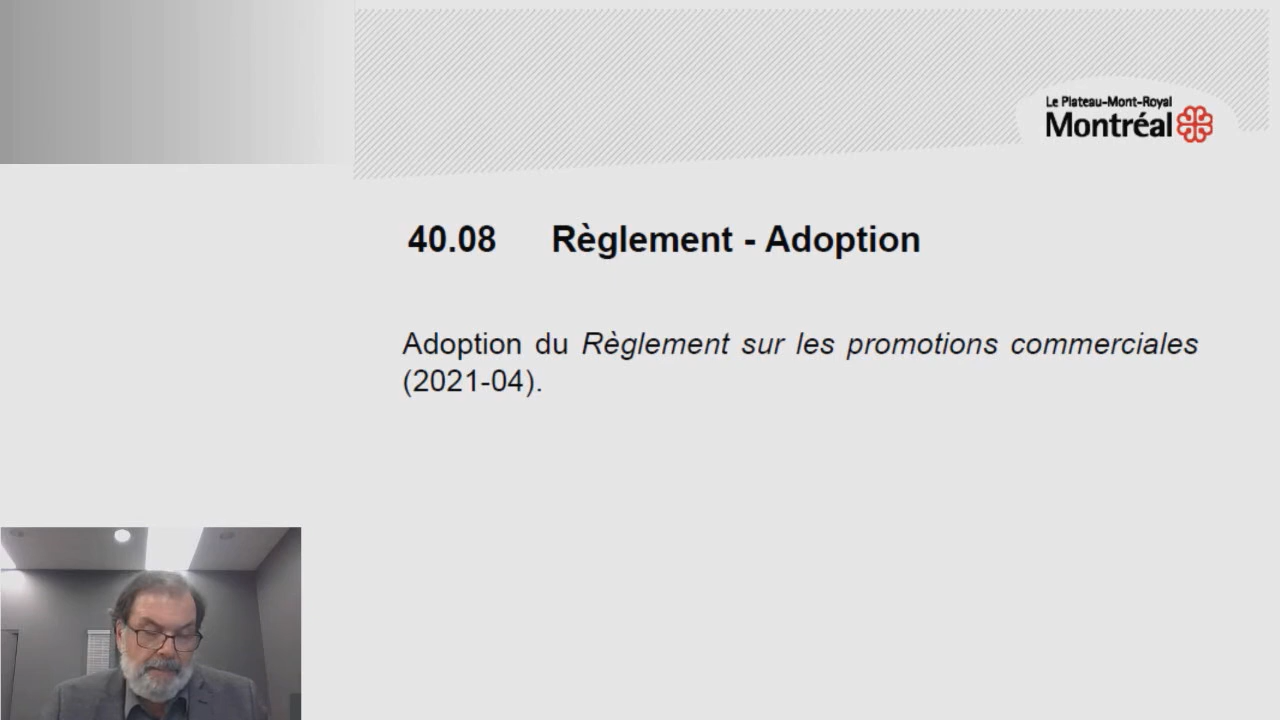 Le Plateau-Mont-Royal
Montréal
40.08 Règlement - Adoption
Adoption du Règlement sur les promotions commerciales
(2021-04).